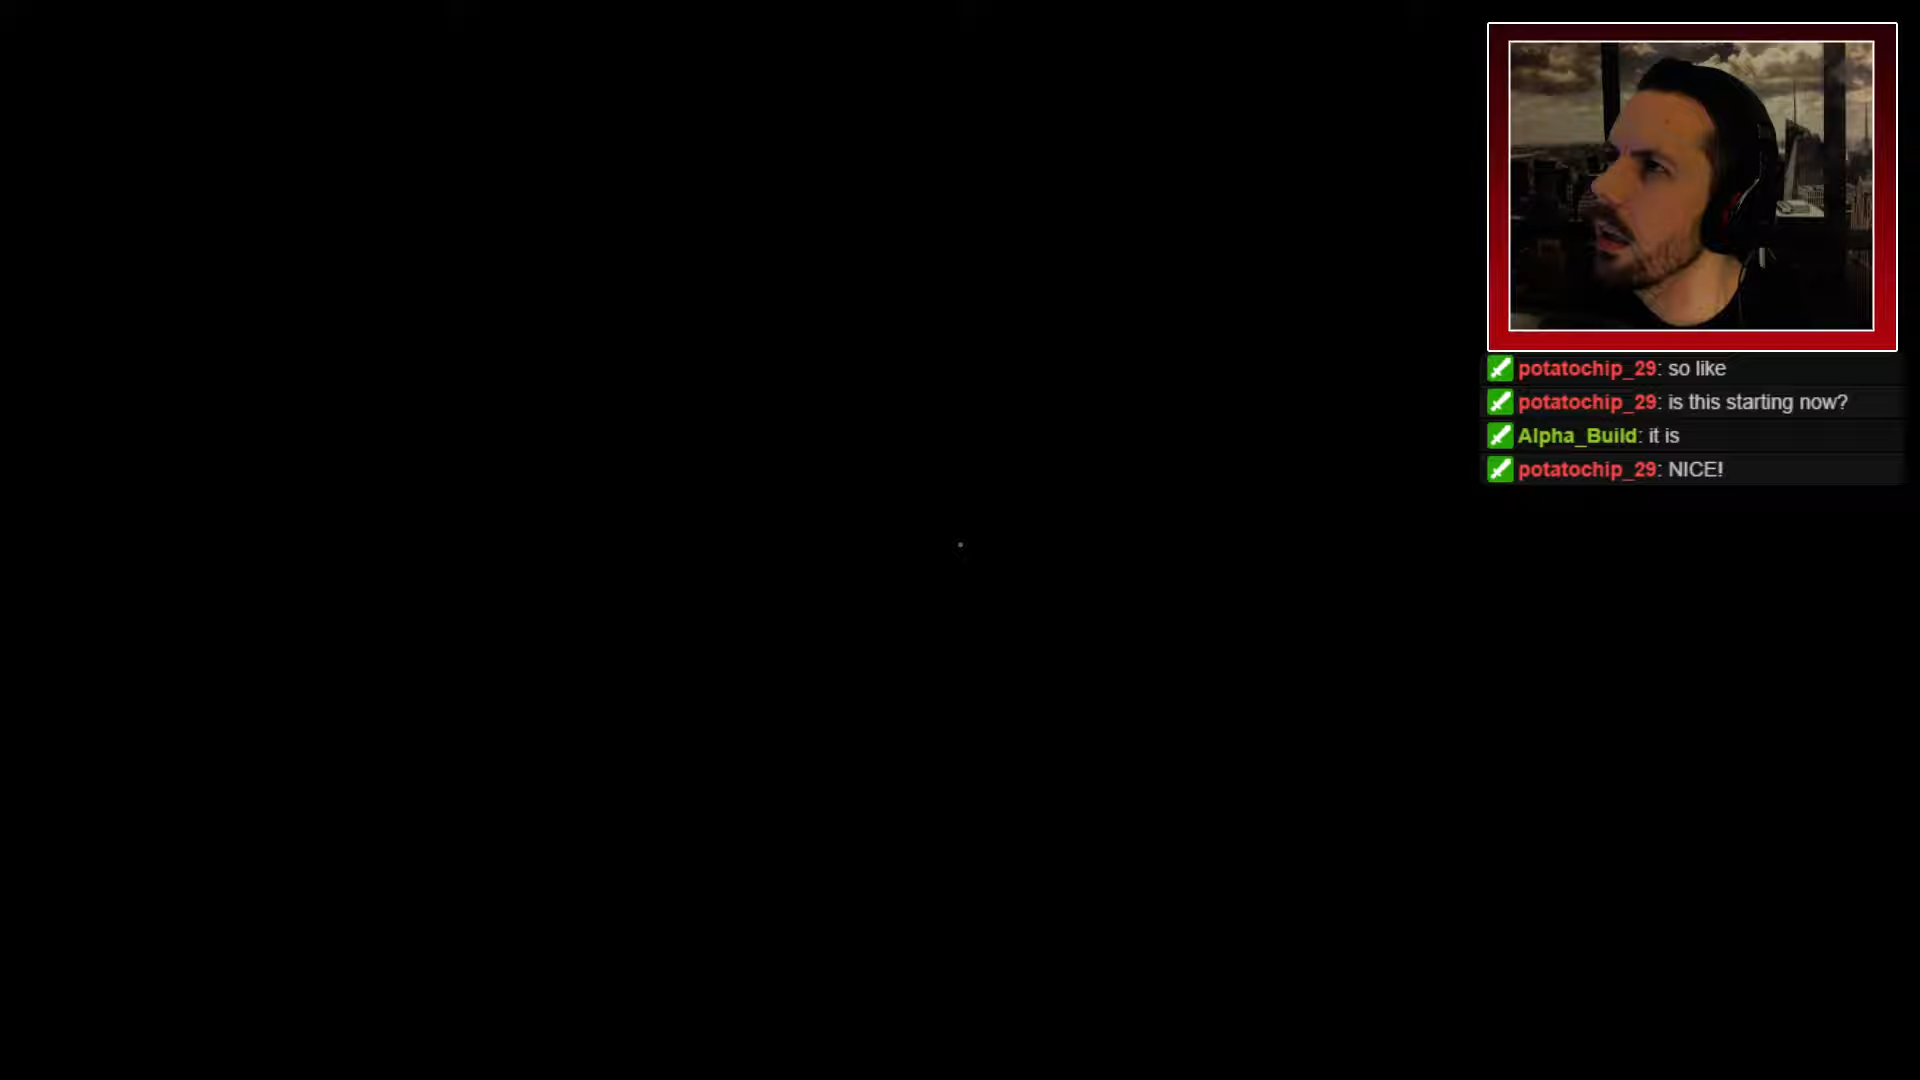 potatochip_29: so like
potatochip_29: is this starting now?
Alpha_Build: it is
potatochip_29: NICE!